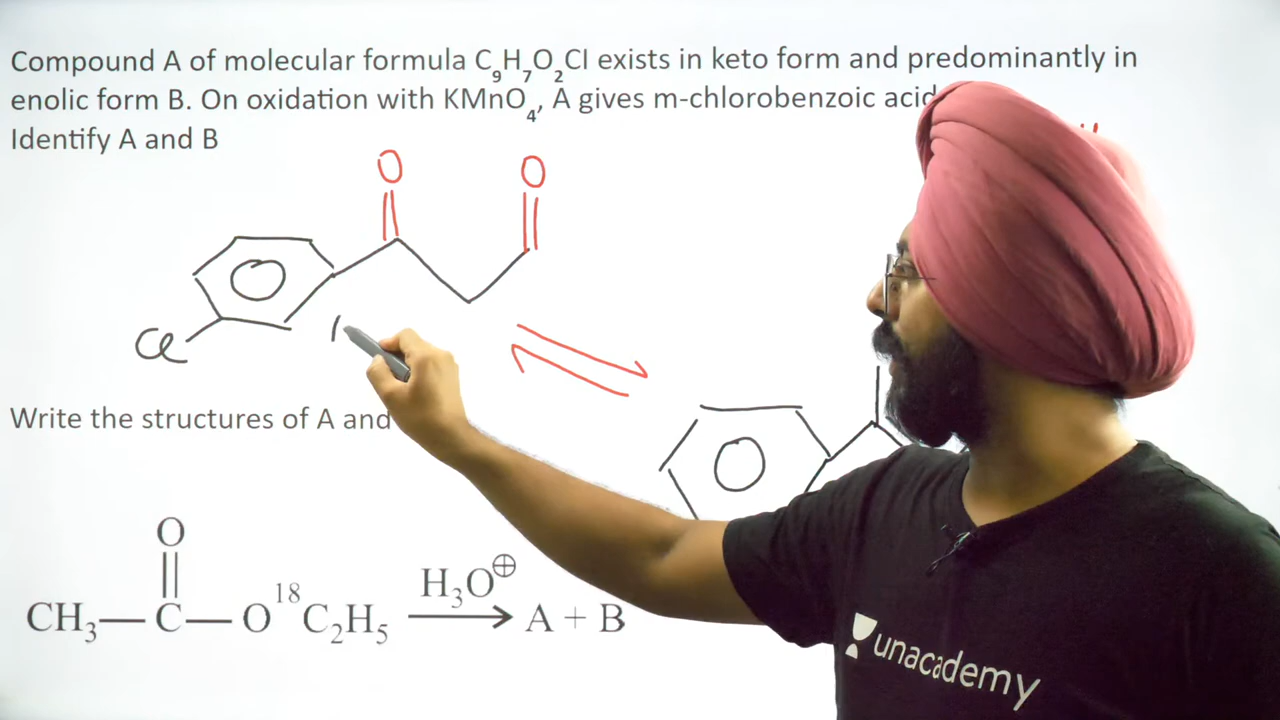 Compound A of molecular formula C₉H₇O₂Cl exists in keto form and predominantly in
enolic form B. On oxidation with KMnO₄, A gives m-chlorobenzoic acid
Identify A and B
O O
Cl
Write the structures of A and
O
||
CH₃—C—O¹⁸C₂H₅ H₃O⊕ → A + B
unacademy